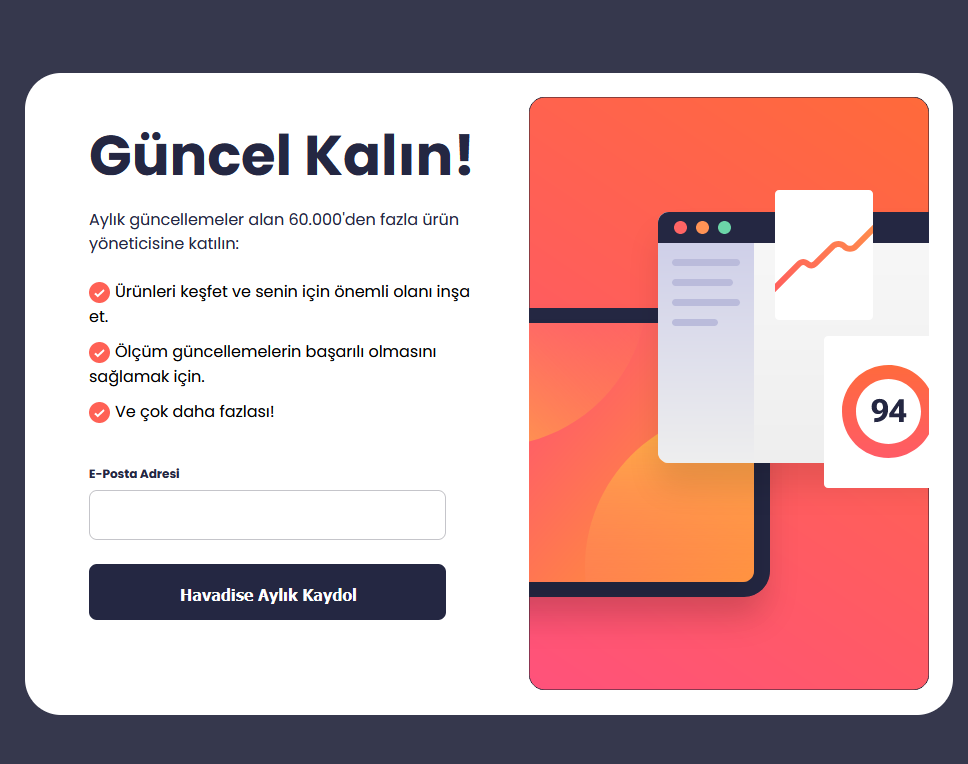 Güncel Kalın!
Aylık güncellemeler alan 60.000'den fazla ürün
yöneticisine katılın:
Ürünleri keşfet ve senin için önemli olanı inşa
et.
Ölçüm güncellemelerin başarılı olmasını
sağlamak için.
Ve çok daha fazlası!
E-Posta Adresi
Havadise Aylık Kaydol
94